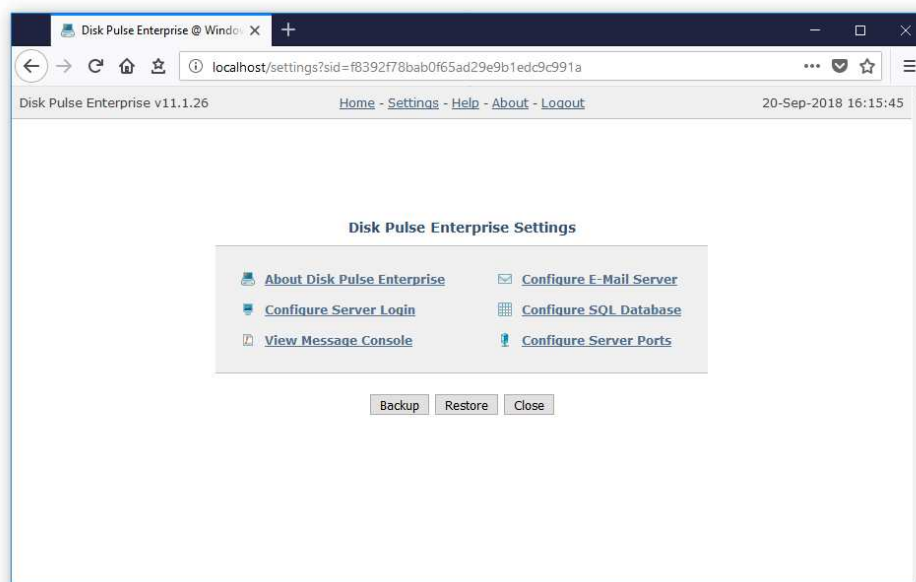 Disk Pulse Enterprise @ Window
localhost/settings?sid=f8392f78bab0f65ad29e9b1edc9c991a
Disk Pulse Enterprise v11.1.26 Home - Settings - Help - About - Logout 20-Sep-2018 16:15:45
Disk Pulse Enterprise Settings
About Disk Pulse Enterprise Configure E-Mail Server
Configure Server Login Configure SQL Database
View Message Console Configure Server Ports
Backup Restore Close